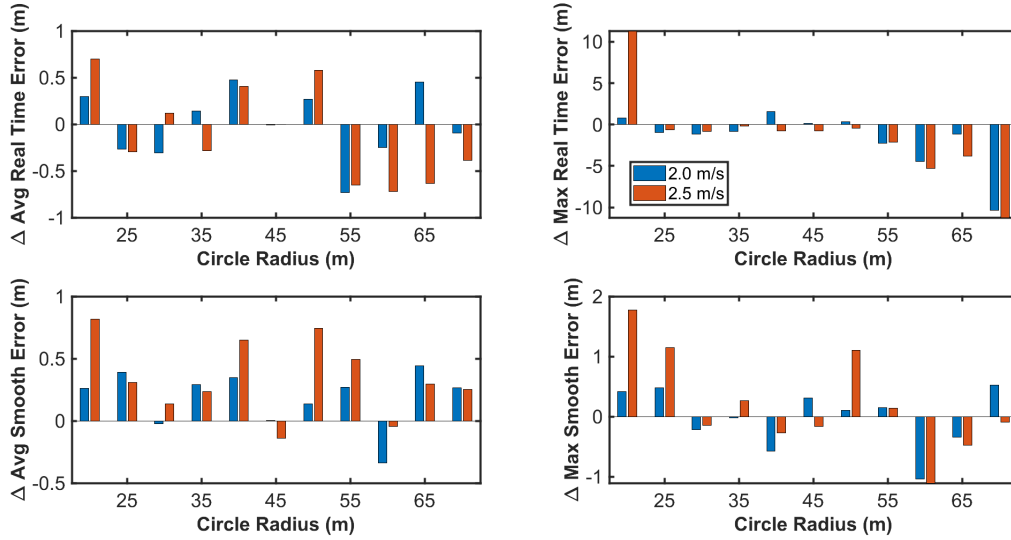 Δ Avg Real Time Error (m)
1
0.5
0
-0.5
-1
25 35 45 55 65
Circle Radius (m)
Δ Max Real Time Error (m)
10
5
0
-5
-10
2.0 m/s
2.5 m/s
25 35 45 55 65
Circle Radius (m)
Δ Avg Smooth Error (m)
1
0.5
0
-0.5
25 35 45 55 65
Circle Radius (m)
Δ Max Smooth Error (m)
2
1
0
-1
25 35 45 55 65
Circle Radius (m)